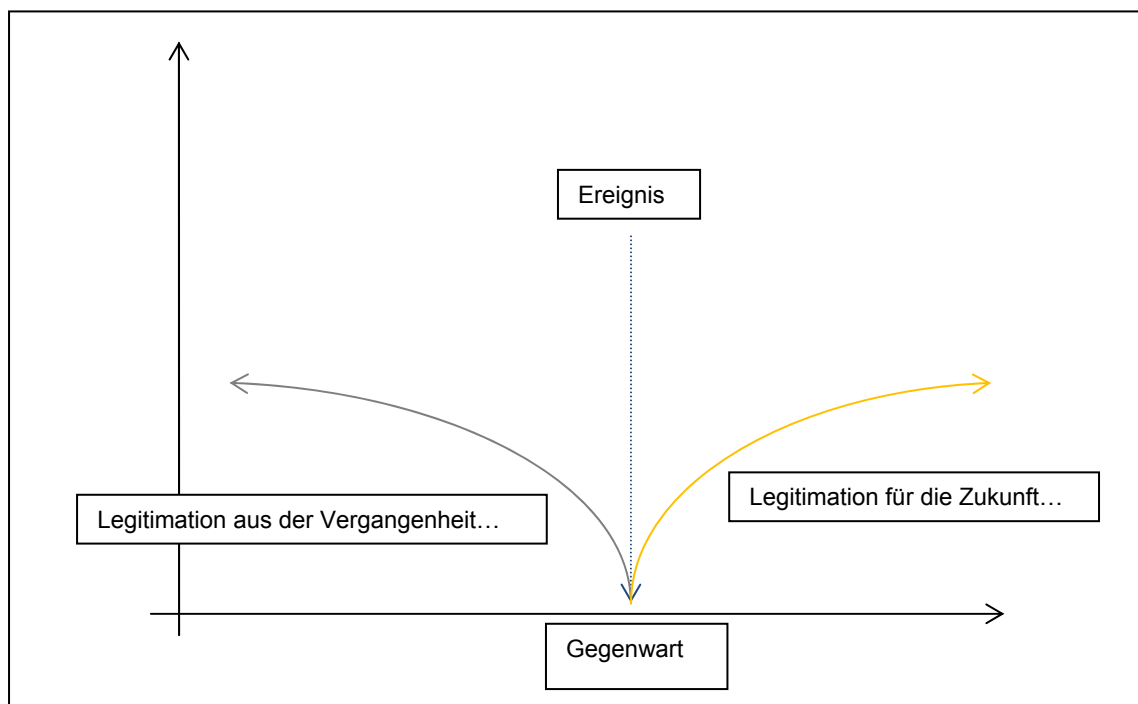 Ereignis
Legitimation aus der Vergangenheit…
Legitimation für die Zukunft…
Gegenwart